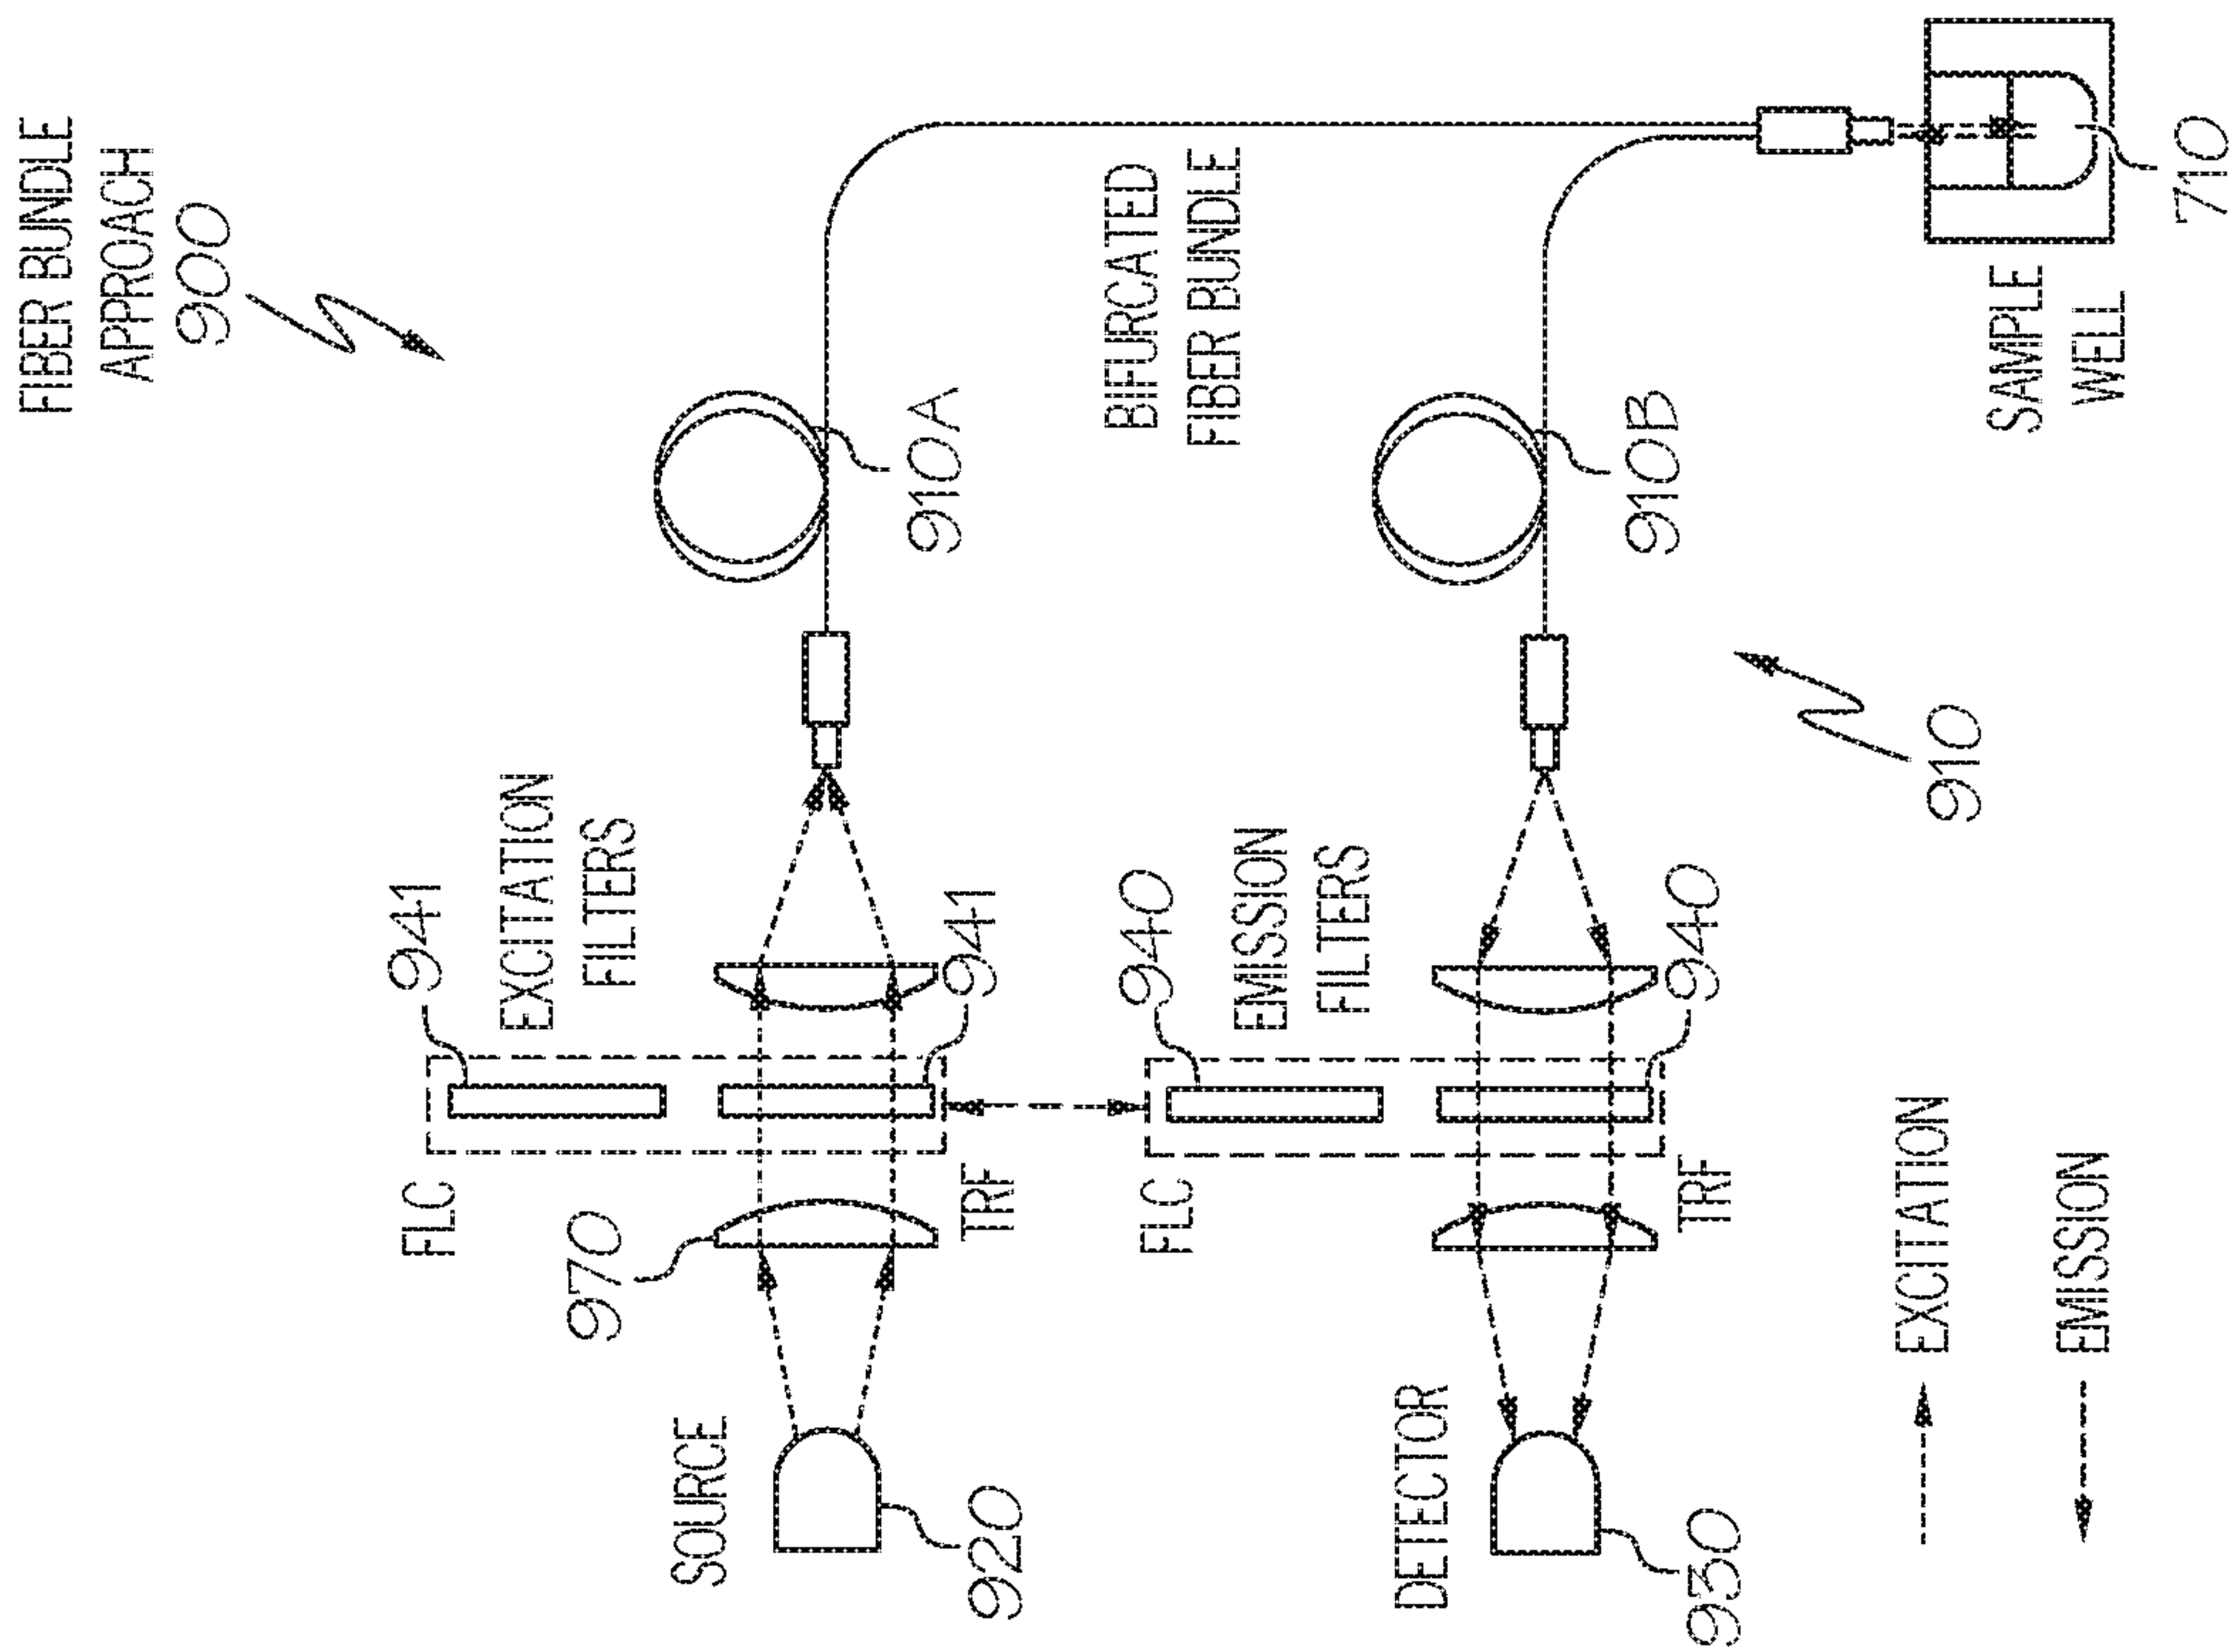 FIBER BUNDLE
APPROACH
900
941
EXCITATION
FILTERS
FLC
970
941
TRF
SOURCE
920
910A
BIFURCATED
FIBER BUNDLE
940
EMISSION
FILTERS
FLC
940
TRF
DETECTOR
930
910B
910
SAMPLE
WELL
710
EXCITATION
EMISSION